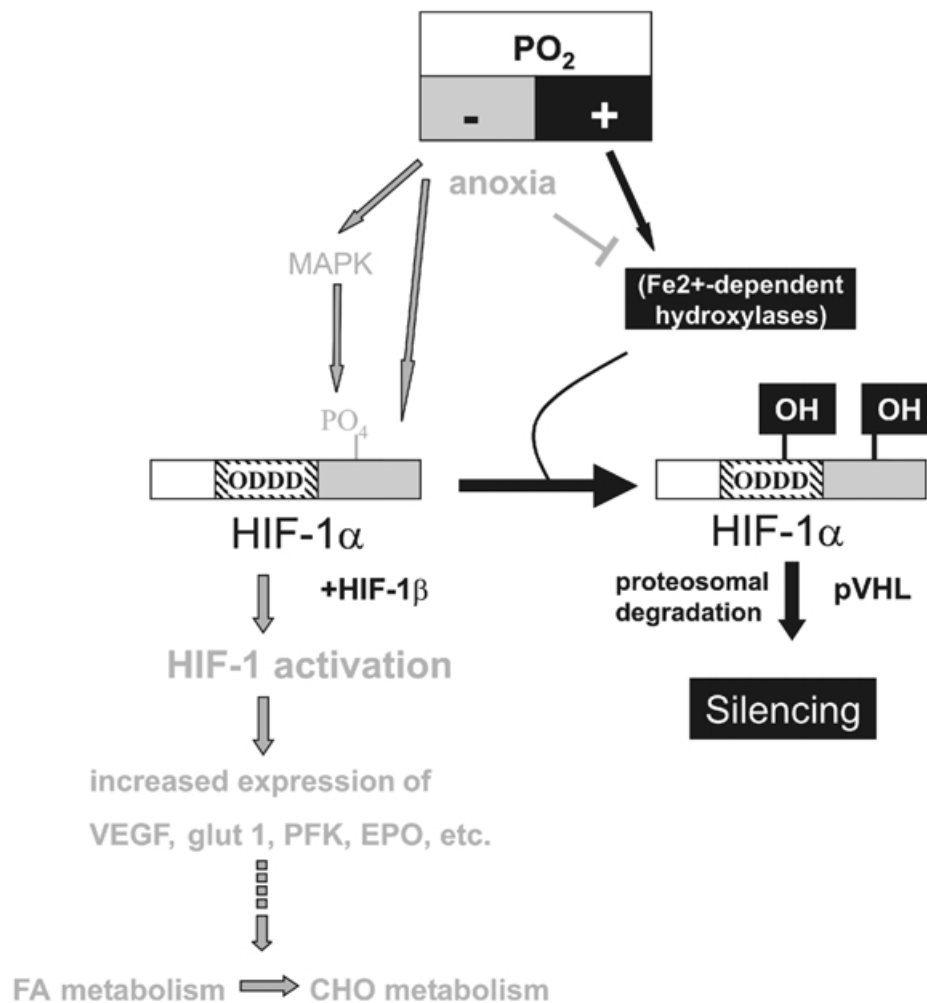 PO2
- +
anoxia
MAPK
(Fe2+-dependent
hydroxylases)
PO4
OH OH
ODDD
ODDD
HIF-1α
HIF-1α
+HIF-1β
proteosomal
degradation
pVHL
HIF-1 activation
Silencing
increased expression of
VEGF, glut 1, PFK, EPO, etc.
FA metabolism CHO metabolism